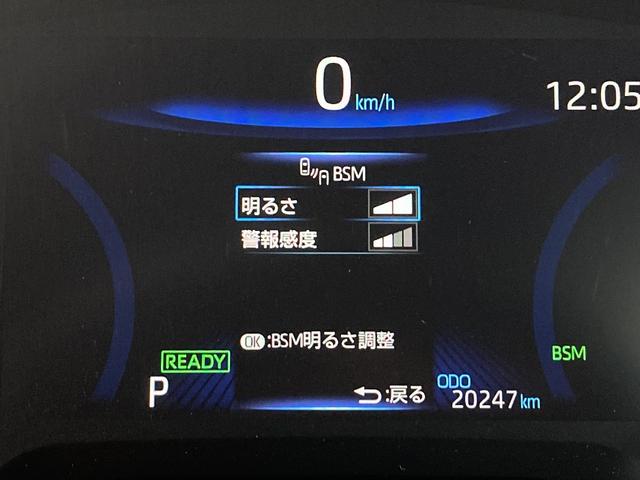 0 km/h
12:05
BSM
明るさ
警報感度
OK:BSM明るさ調整
READY
BSM
P
:戻る
ODO
20247 km